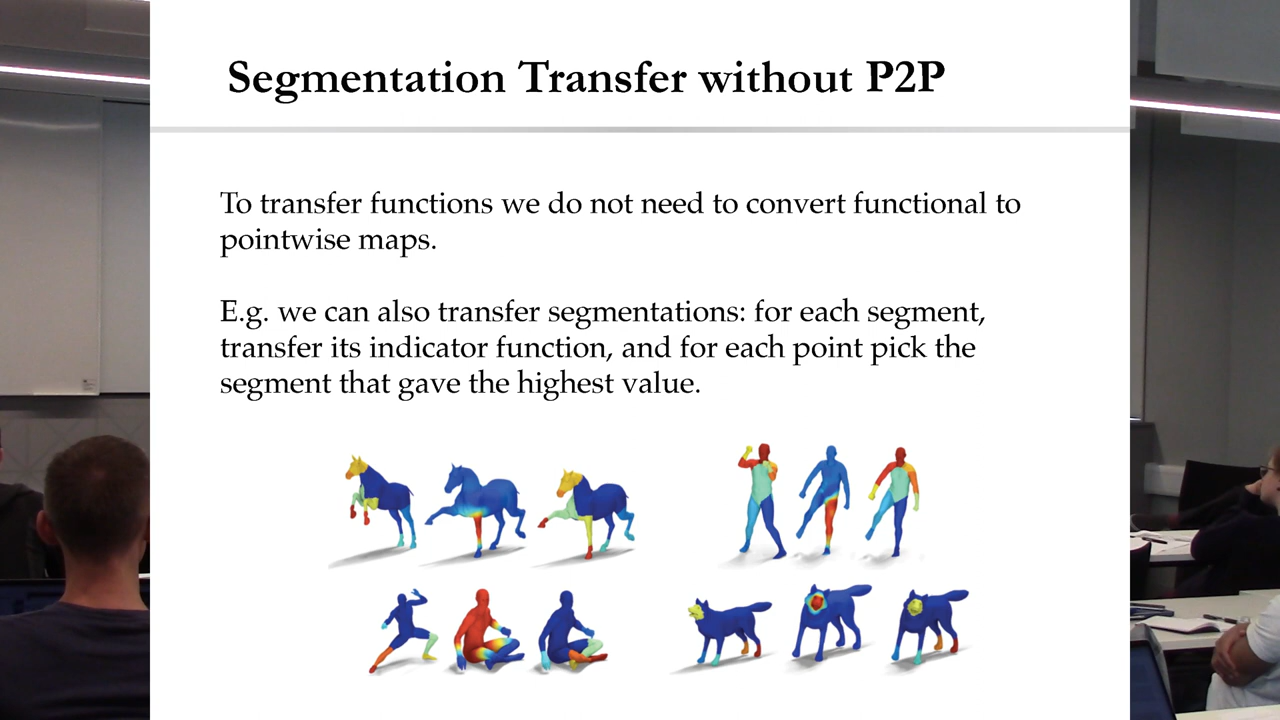 Segmentation Transfer without P2P
To transfer functions we do not need to convert functional to
pointwise maps.
E.g. we can also transfer segmentations: for each segment,
transfer its indicator function, and for each point pick the
segment that gave the highest value.